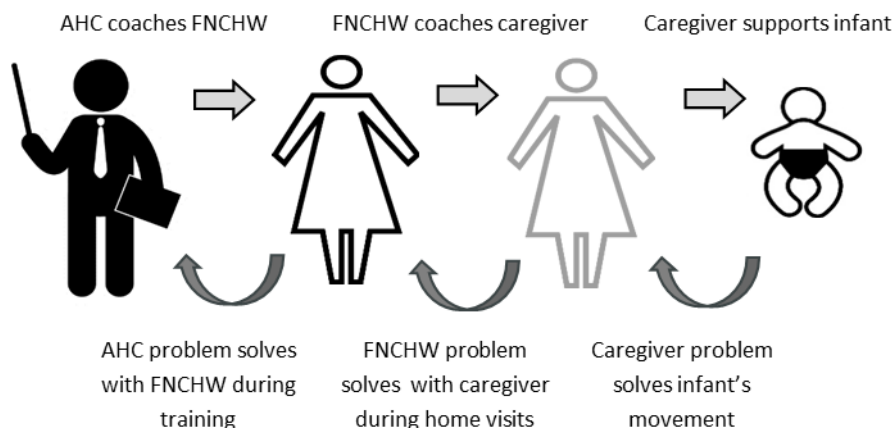 AHC coaches FNCHW
FNCHW coaches caregiver
Caregiver supports infant
AHC problem solves
with FNCHW during
training
FNCHW problem
solves with caregiver
during home visits
Caregiver problem
solves infant's
movement